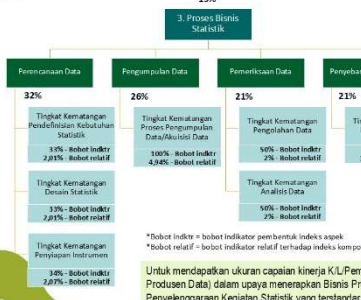 19%
3. Proses Bisnis
Statistik
Perencanaan Data
Pengumpulan Data
Pemeriksaan Data
32%
26%
21%
21%
Tingkat Kematangan
Pendefinisian Kebutuhan
Statistik
33% - Bobot indktr
2,01% - Bobot relatif
Tingkat Kematangan
Proses Pengumpulan
Data/Akuisisi Data
100% - Bobot indktr
4,94% - Bobot relatif
Tingkat Kematangan
Pengolahan Data
50% - Bobot indktr
2% - Bobot relatif
Tingkat Kematangan
Desain Statistik
33% - Bobot indktr
2,01% - Bobot relatif
Tingkat Kematangan
Analisis Data
50% - Bobot indktr
2% - Bobot relatif
Tingkat Kematangan
Penyiapan Instrumen
34% - Bobot indktr
2,07% - Bobot relatif
*Bobot indktr = bobot indikator pembentuk indeks aspek
*Bobot relatif = bobot indikator relatif terhadap indeks
Untuk mendapatkan ukuran capaian kinerja
Produsen Data) dalam upaya menerapkan Bisnis
Penyelenggaraan Kegiatan Statistik yang